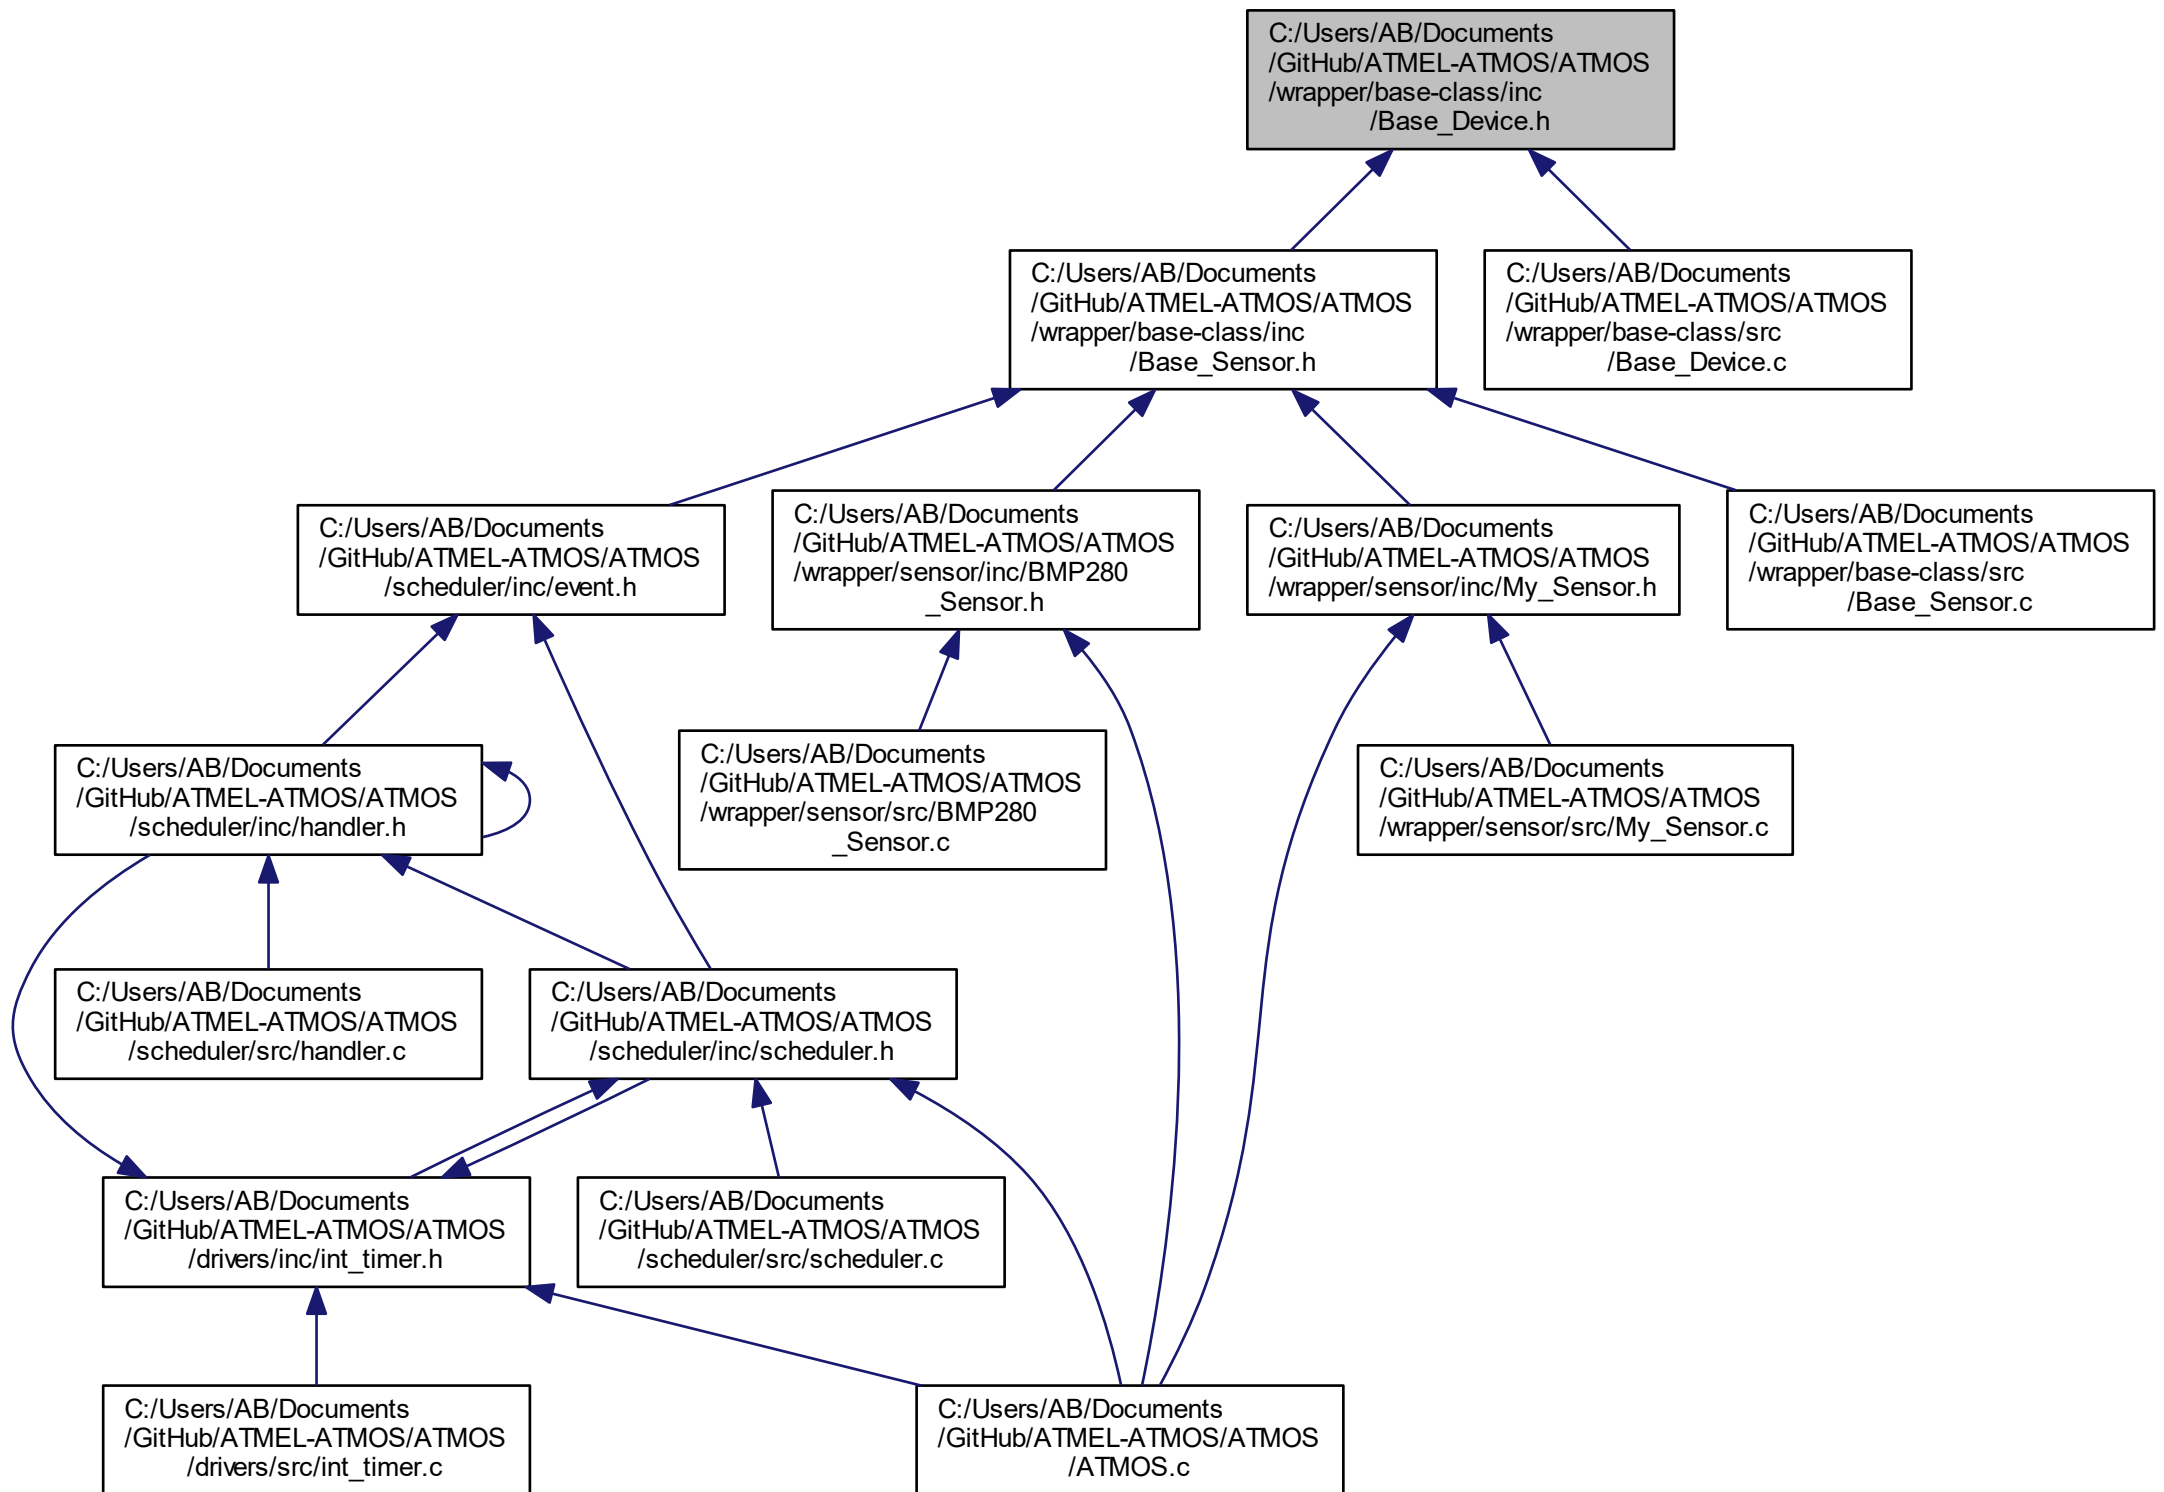 C:/Users/AB/Documents
/GitHub/ATMEL-ATMOS/ATMOS
/wrapper/base-class/inc
/Base_Device.h
C:/Users/AB/Documents
/GitHub/ATMEL-ATMOS/ATMOS
/wrapper/base-class/inc
/Base_Sensor.h
C:/Users/AB/Documents
/GitHub/ATMEL-ATMOS/ATMOS
/wrapper/base-class/src
/Base_Device.c
C:/Users/AB/Documents
/GitHub/ATMEL-ATMOS/ATMOS
/scheduler/inc/event.h
C:/Users/AB/Documents
/GitHub/ATMEL-ATMOS/ATMOS
/wrapper/sensor/inc/BMP280
_Sensor.h
C:/Users/AB/Documents
/GitHub/ATMEL-ATMOS/ATMOS
/wrapper/sensor/inc/My_Sensor.h
C:/Users/AB/Documents
/GitHub/ATMEL-ATMOS/ATMOS
/wrapper/base-class/src
/Base_Sensor.c
C:/Users/AB/Documents
/GitHub/ATMEL-ATMOS/ATMOS
/scheduler/inc/handler.h
C:/Users/AB/Documents
/GitHub/ATMEL-ATMOS/ATMOS
/wrapper/sensor/src/BMP280
_Sensor.c
C:/Users/AB/Documents
/GitHub/ATMEL-ATMOS/ATMOS
/wrapper/sensor/src/My_Sensor.c
C:/Users/AB/Documents
/GitHub/ATMEL-ATMOS/ATMOS
/scheduler/src/handler.c
C:/Users/AB/Documents
/GitHub/ATMEL-ATMOS/ATMOS
/scheduler/inc/scheduler.h
C:/Users/AB/Documents
/GitHub/ATMEL-ATMOS/ATMOS
/drivers/inc/int_timer.h
C:/Users/AB/Documents
/GitHub/ATMEL-ATMOS/ATMOS
/scheduler/src/scheduler.c
C:/Users/AB/Documents
/GitHub/ATMEL-ATMOS/ATMOS
/drivers/src/int_timer.c
C:/Users/AB/Documents
/GitHub/ATMEL-ATMOS/ATMOS
/ATMOS.c